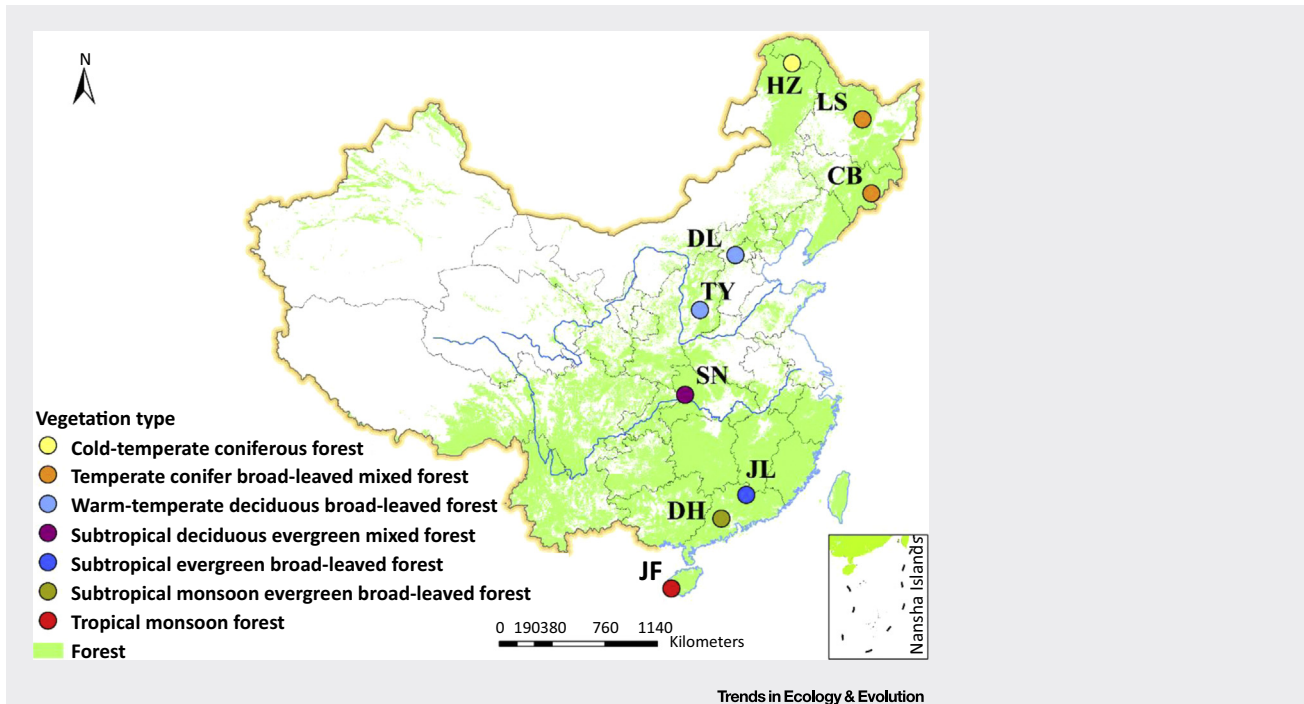 N
HZ
LS
CB
DL
TY
SN
JL
DH
JF
Vegetation type
Cold-temperate coniferous forest
Temperate conifer broad-leaved mixed forest
Warm-temperate deciduous broad-leaved forest
Subtropical deciduous evergreen mixed forest
Subtropical evergreen broad-leaved forest
Subtropical monsoon evergreen broad-leaved forest
Tropical monsoon forest
Forest
0 190380 760 1140
Kilometers
Nansha Islands
Trends in Ecology & Evolution